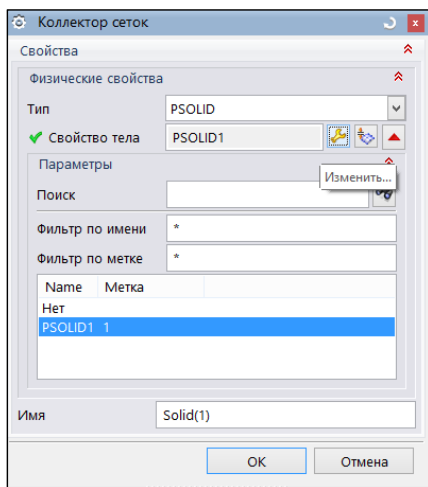 Коллектор сеток
Свойства
Физические свойства
Тип PSOLID
Свойство тела PSOLID1
Параметры
Изменить...
Поиск
Фильтр по имени *
Фильтр по метке *
Name Метка
Нет
PSOLID1 1
Имя Solid(1)
OK Отмена